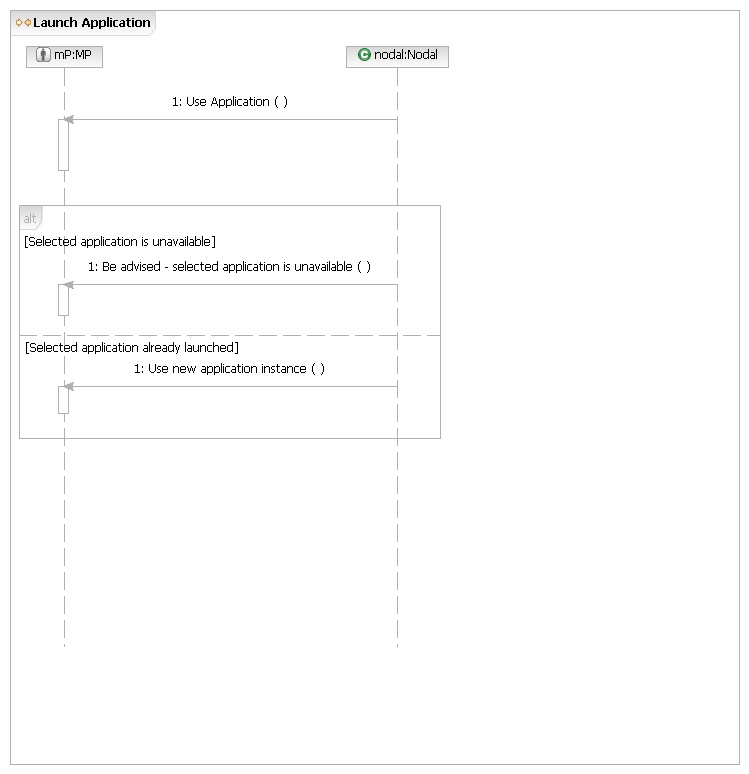 Launch Application
mP:MP
C nodal:Nodal
1: Use Application ( )
alt
[Selected application is unavailable]
1: Be advised - selected application is unavailable ( )
[Selected application already launched]
1: Use new application instance ( )